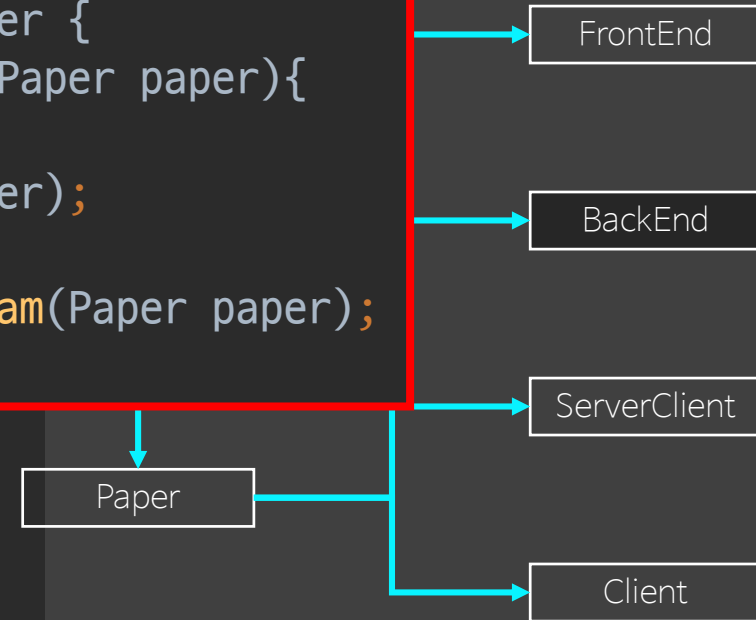 er {
Paper paper){
er);
am(Paper paper);
FrontEnd
BackEnd
ServerClient
Paper
Client